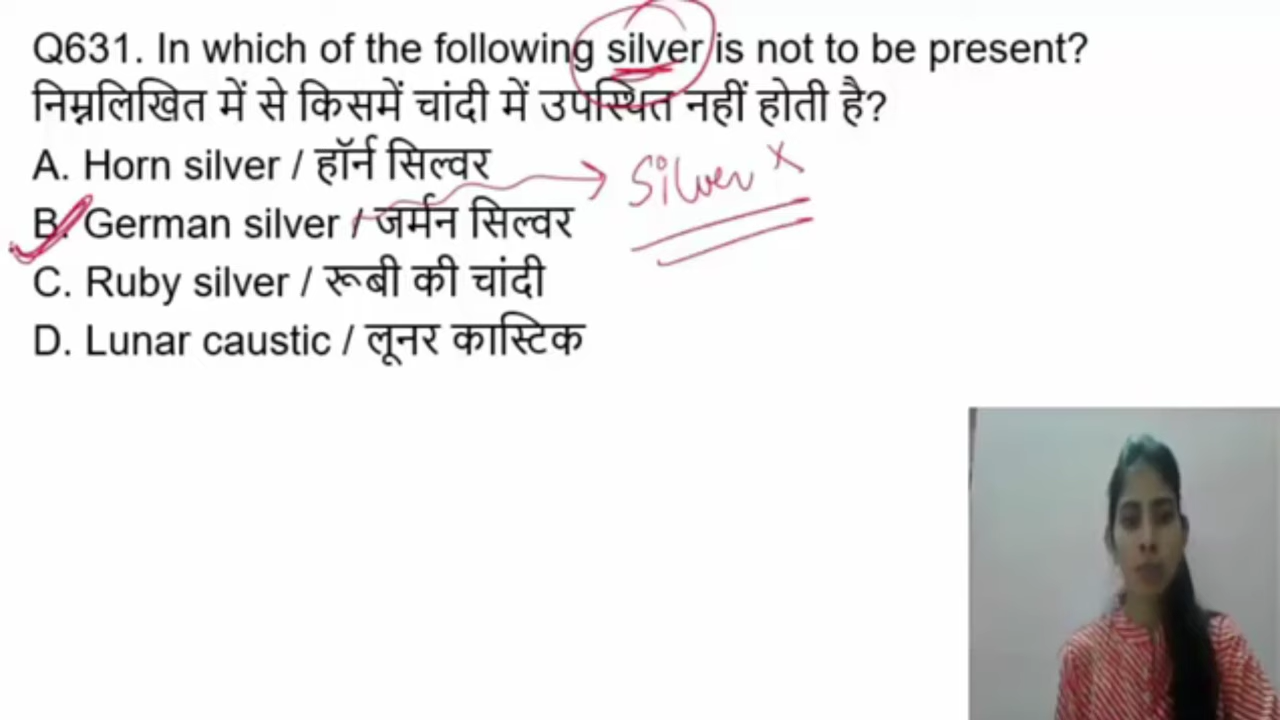 Q631. In which of the following silver is not to be present?
निम्नलिखित में से किसमें चांदी में उपस्थित नहीं होती है?
A. Horn silver / हॉर्न सिल्वर
Silver ×
B. German silver / जर्मन सिल्वर
C. Ruby silver / रूबी की चांदी
D. Lunar caustic / लूनर कास्टिक